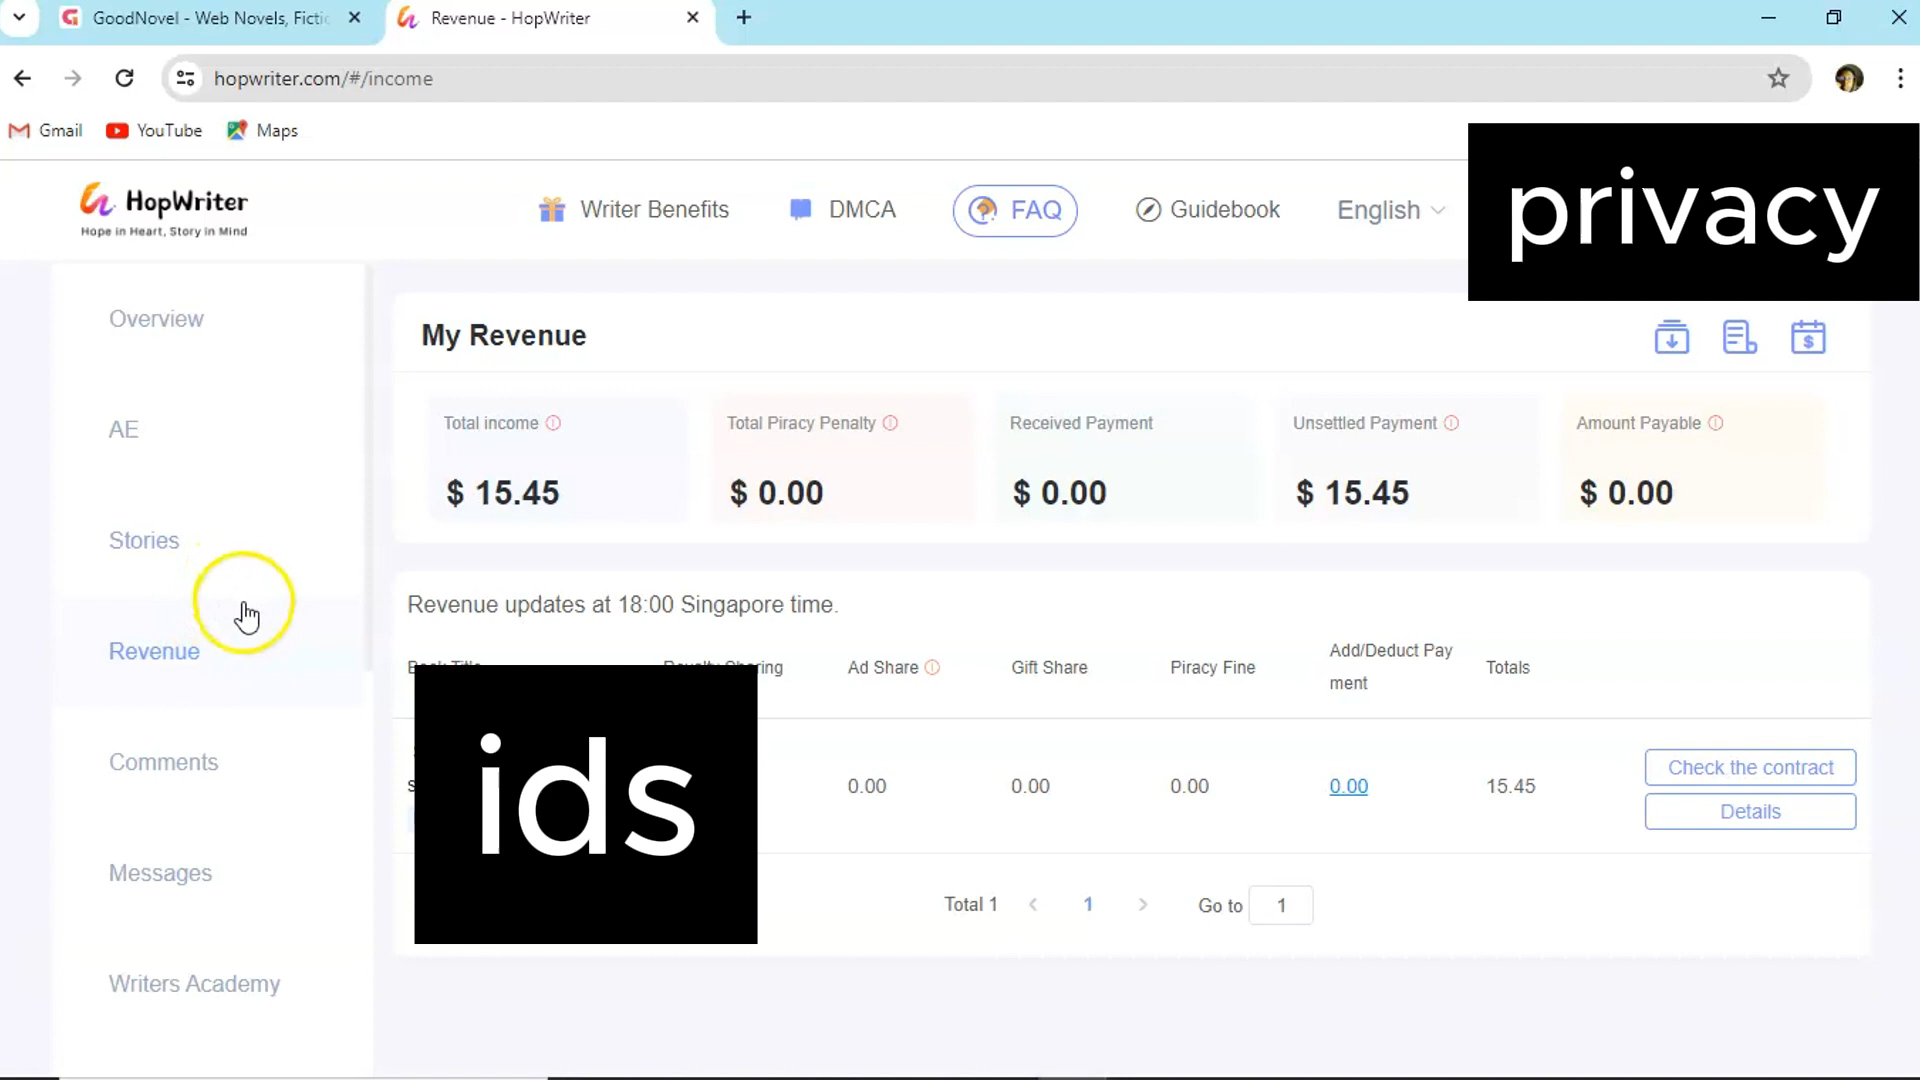 GoodNovel - Web Novels, Ficti
Revenue - HopWriter
hopwriter.com/#/income
Gmail YouTube Maps
HopWriter
Hope in Heart, Story in Mind
Writer Benefits DMCA FAQ Guidebook English
privacy
Overview
AE
Stories
Revenue
Comments
Messages
Writers Academy
My Revenue
Total income Total Piracy Penalty Received Payment Unsettled Payment Amount Payable
$ 15.45 $ 0.00 $ 0.00 $ 15.45 $ 0.00
Revenue updates at 18:00 Singapore time.
Ad Share Gift Share Piracy Fine Add/Deduct Pay
ment Totals
ids
0.00 0.00 0.00 0.00 15.45
Check the contract
Details
Total 1 1 Go to 1